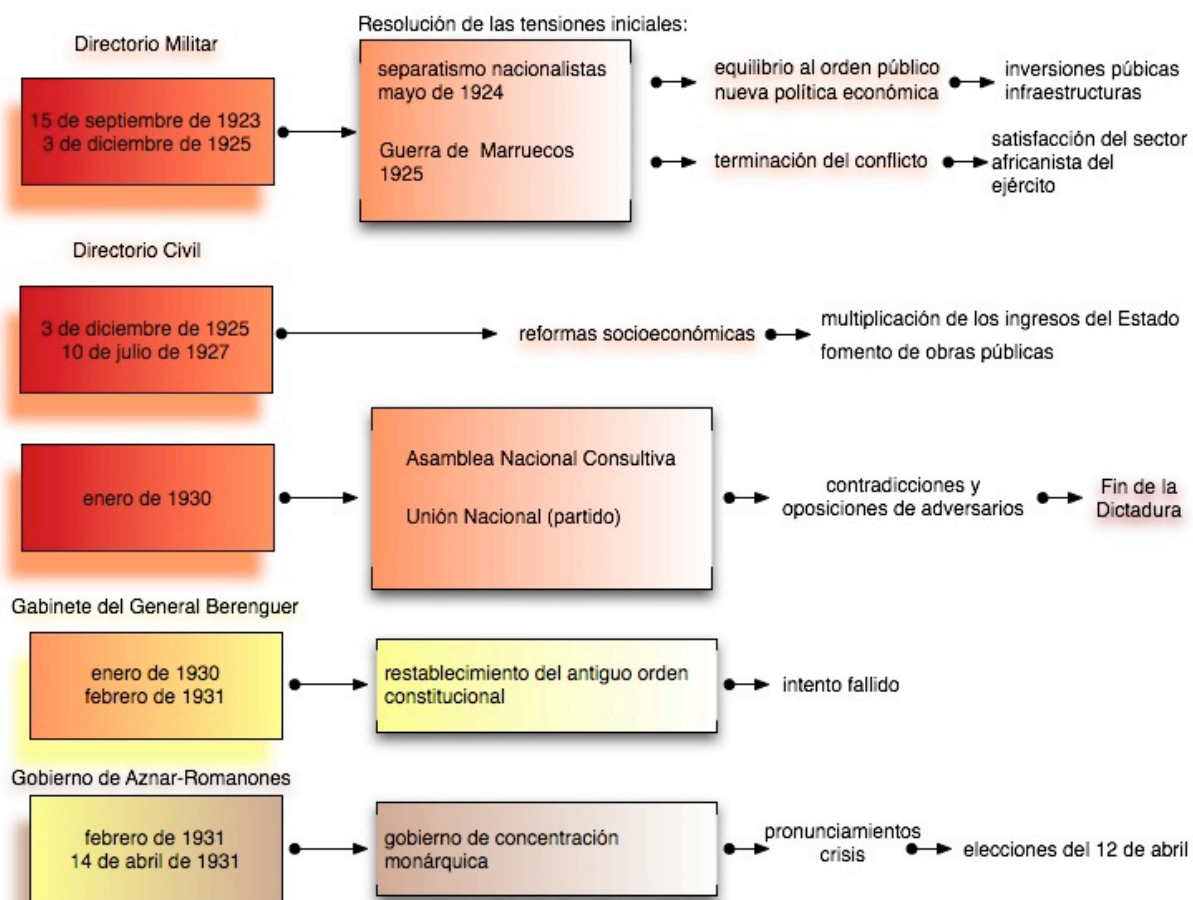 Resolución de las tensiones iniciales:
Directorio Militar
15 de septiembre de 1923
3 de diciembre de 1925
separatismo nacionalistas
mayo de 1924
Guerra de Marruecos
1925
equilibrio al orden público
nueva política económica
inversiones púbicas
infraestructuras
terminación del conflicto
satisfacción del sector
africanista del
ejército
Directorio Civil
3 de diciembre de 1925
10 de julio de 1927
reformas socioeconómicas
multiplicación de los ingresos del Estado
fomento de obras públicas
enero de 1930
Asamblea Nacional Consultiva
Unión Nacional (partido)
contradicciones y
oposiciones de adversarios
Fin de la
Dictadura
Gabinete del General Berenguer
enero de 1930
febrero de 1931
restablecimiento del antiguo orden
constitucional
intento fallido
Gobierno de Aznar-Romanones
febrero de 1931
14 de abril de 1931
gobierno de concentración
monárquica
pronunciamientos
crisis
elecciones del 12 de abril